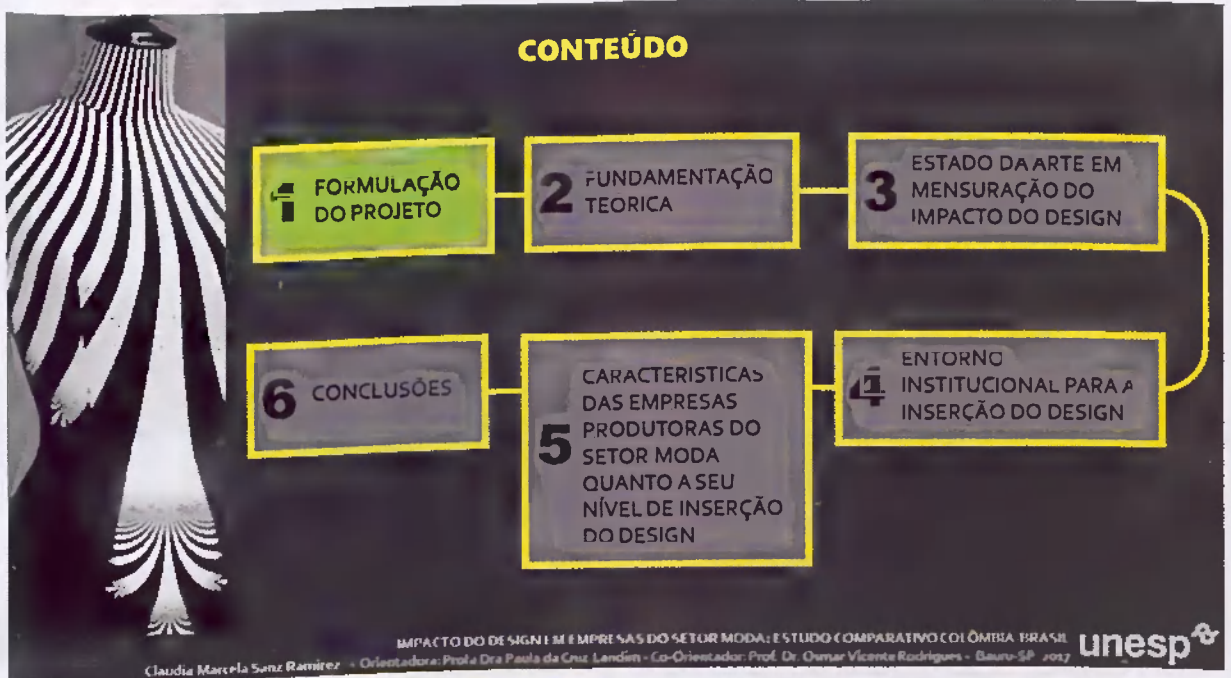 CONTEÚDO
1 FORMULAÇÃO
DO PROJETO
2 FUNDAMENTAÇÃO
TEORICA
3 ESTADO DA ARTE EM
MENSURAÇÃO DO
IMPACTO DO DESIGN
4 ENTORNO
INSTITUCIONAL PARA A
INSERÇÃO DO DESIGN
5 CARACTERISTICAS
DAS EMPRESAS
PRODUTORAS DO
SETOR MODA
QUANTO A SEU
NÍVEL DE INSERÇÃO
DO DESIGN
6 CONCLUSÕES
IMPACTO DO DESIGN EM EMPRESAS DO SETOR MODA: ESTUDO COMPARATIVO COLÔMBIA BRASIL
Claudia Marcela Sanz Ramirez - Orientadora: Profa Dra Paula da Cruz Landim - Co-Orientador: Prof. Dr. Osmar Vicente Rodrigues - Bauru-SP 2017
unesp